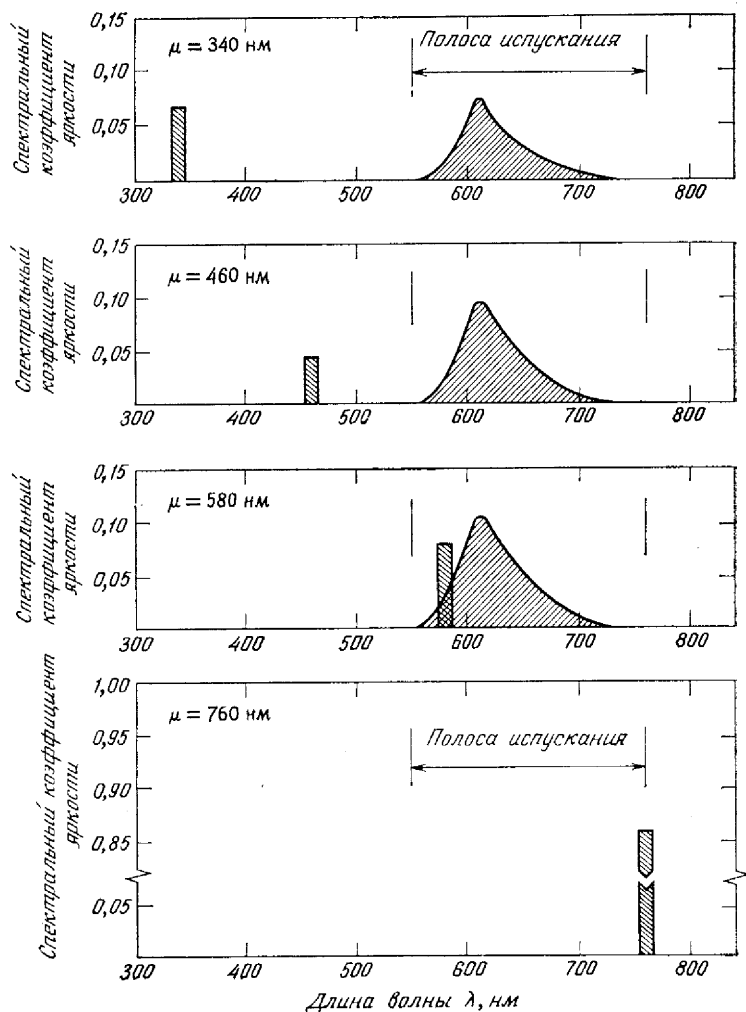 Спектральный
коэффициент
яркости
0,15
0,10
0,05
μ = 340 нм
Полоса испускания
300 400 500 600 700 800
Спектральный
коэффициент
яркости
0,15
0,10
0,05
μ = 460 нм
300 400 500 600 700 800
Спектральный
коэффициент
яркости
0,15
0,10
0,05
μ = 580 нм
300 400 500 600 700 800
Спектральный коэффициент
яркости
1,00
0,95
0,90
0,85
0,05
μ = 760 нм
Полоса испускания
300 400 500 600 700 800
Длина волны λ, нм